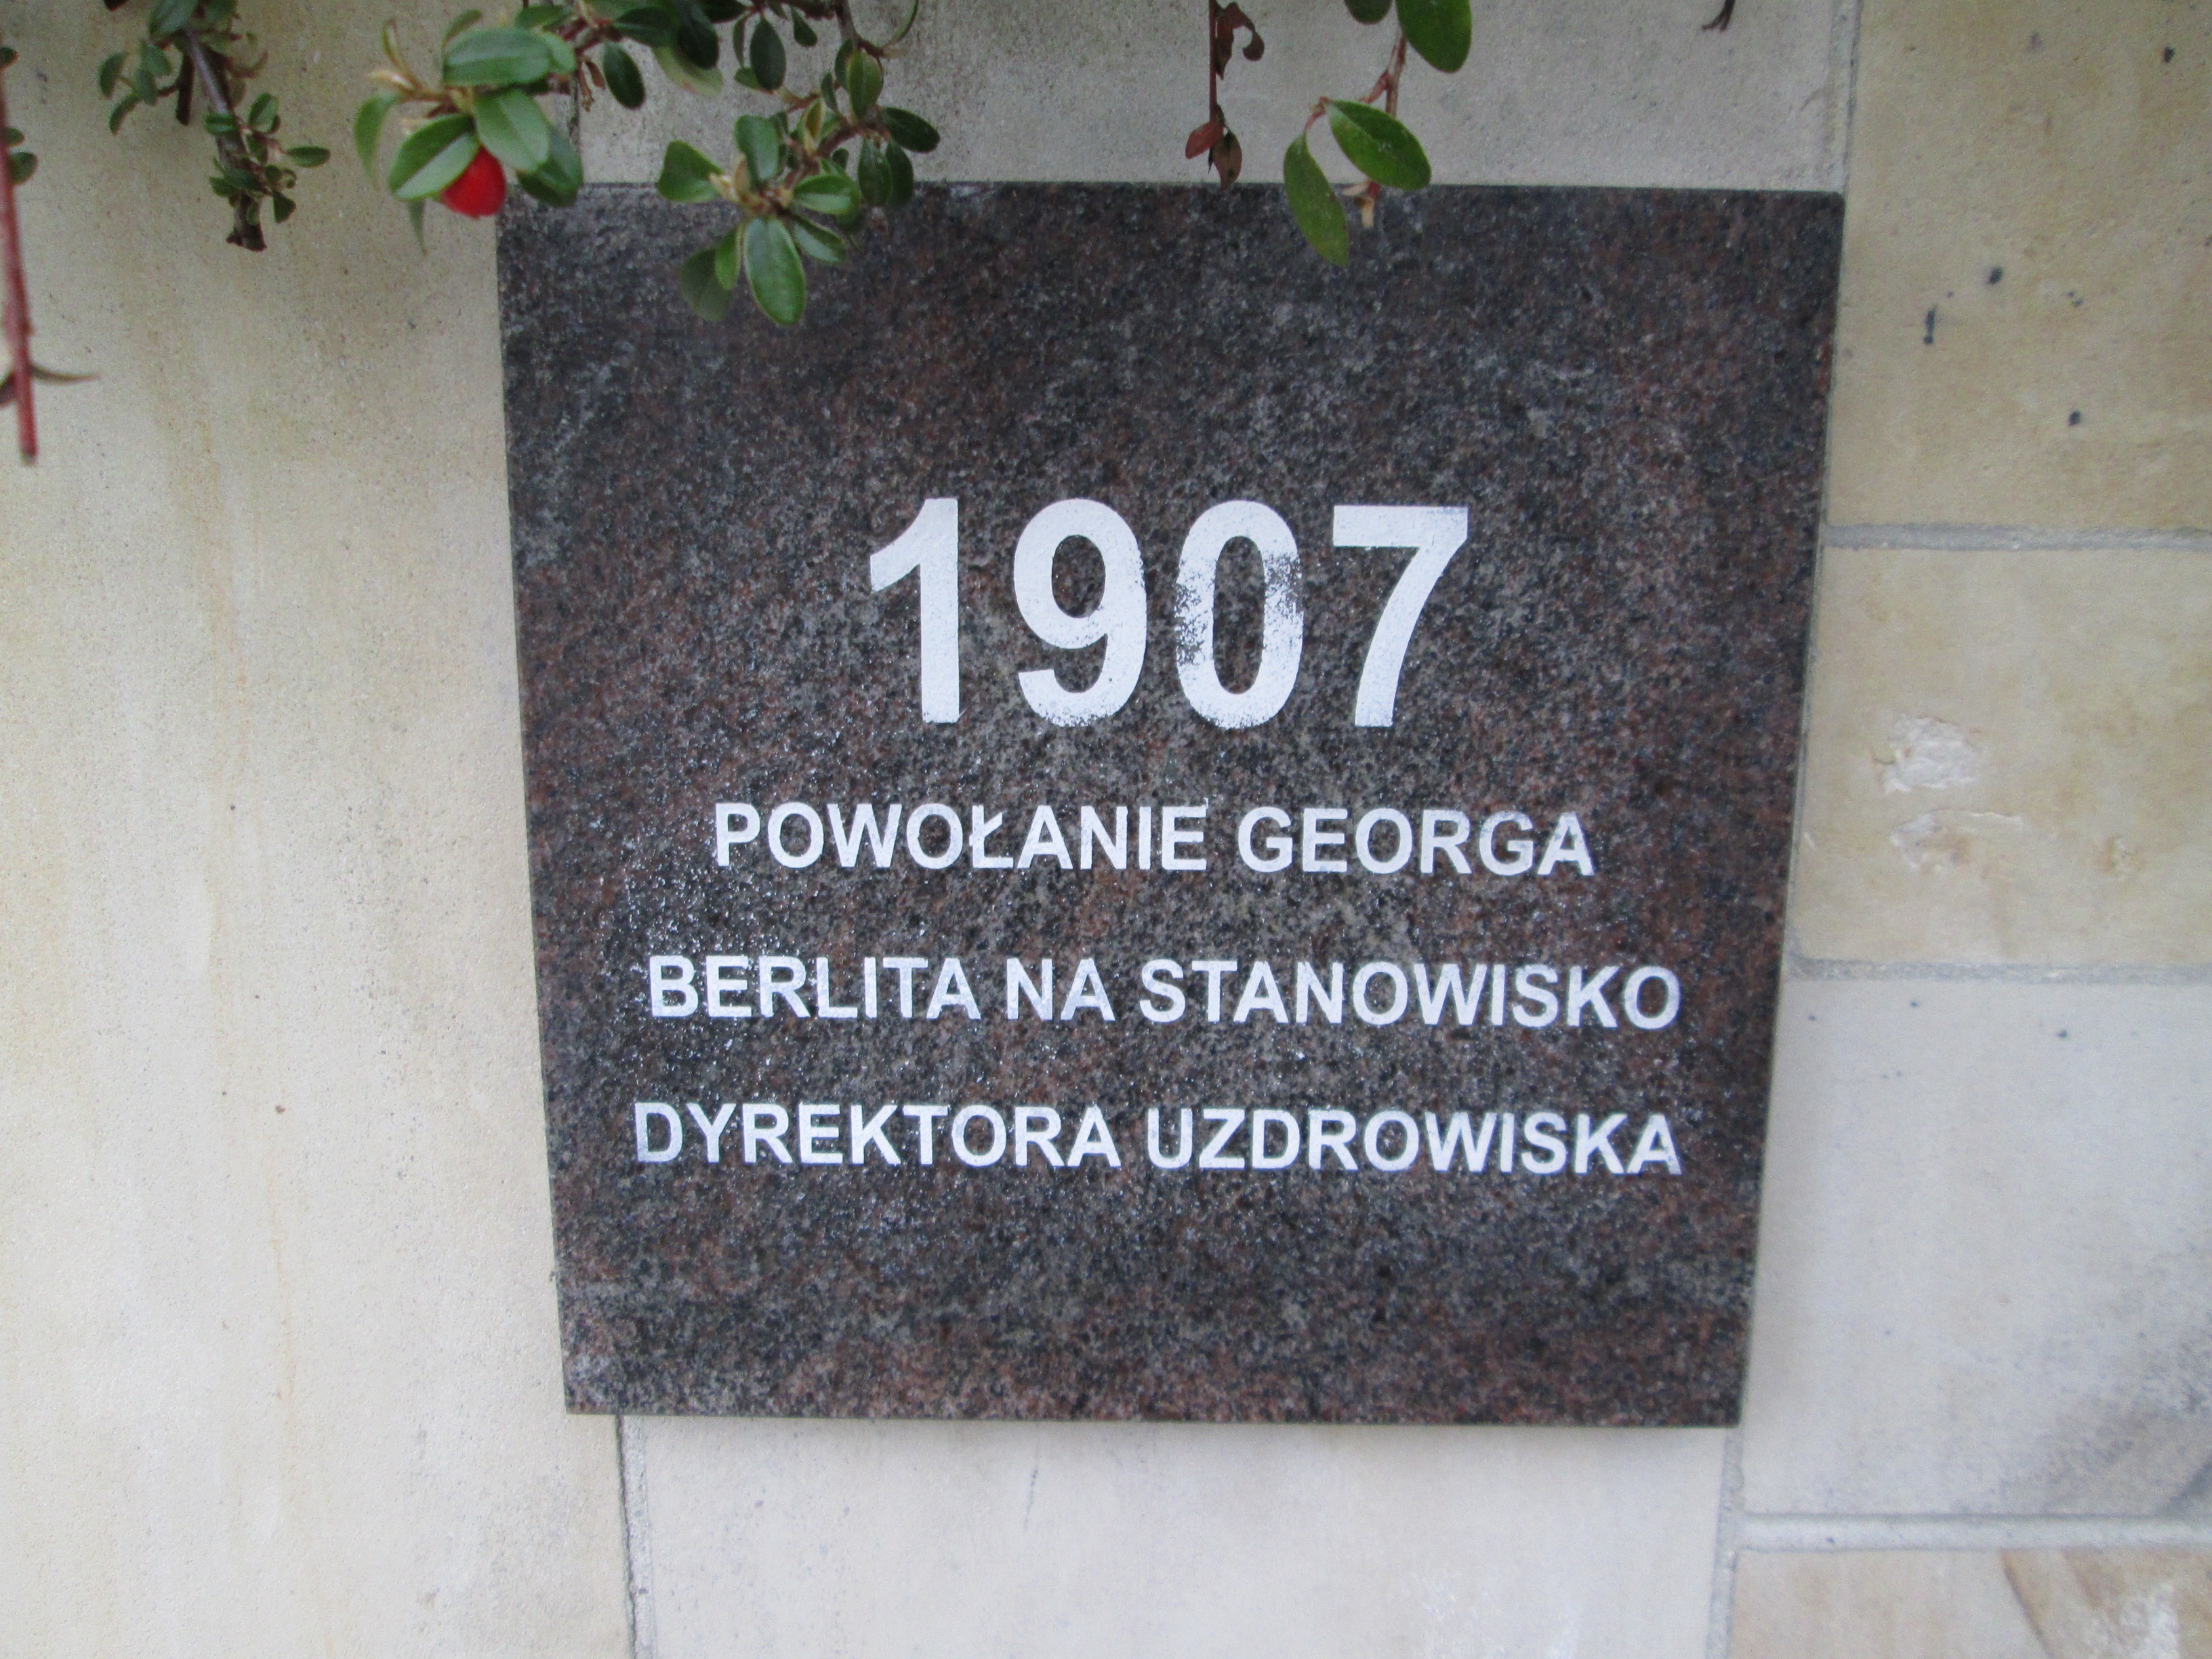 1907
POWOŁANIE GEORGA
BERLITA NA STANOWISKO
DYREKTORA UZDROWISKA